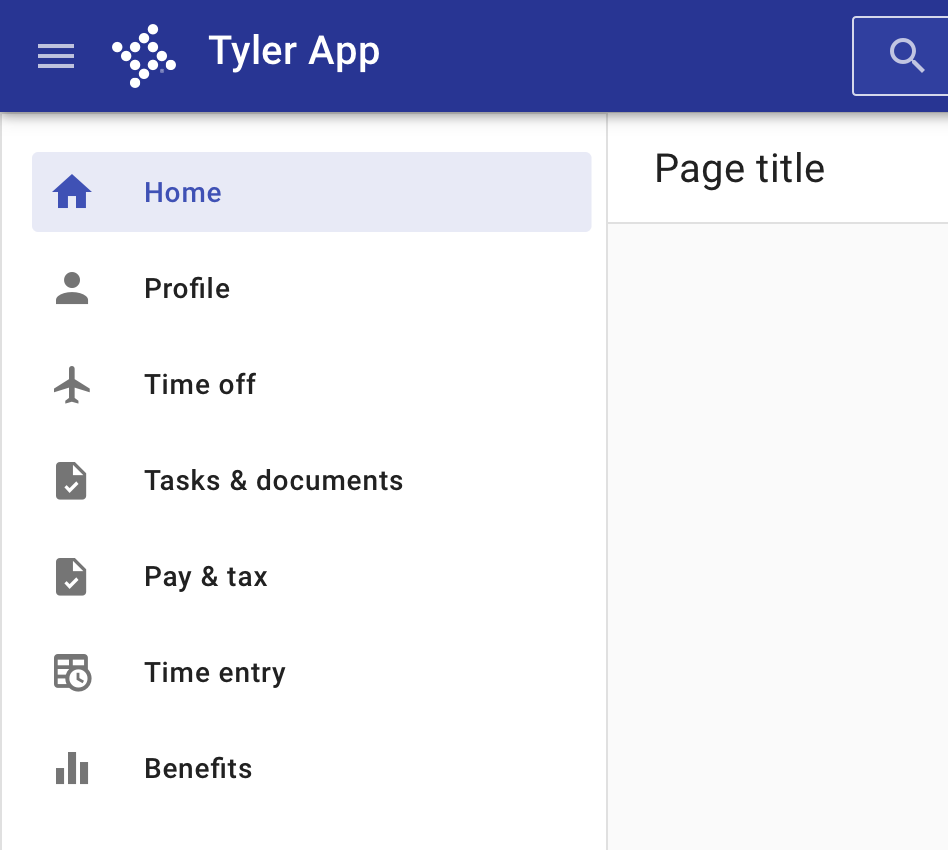 Tyler App
Page title
Home
Profile
Time off
Tasks & documents
Pay & tax
Time entry
Benefits